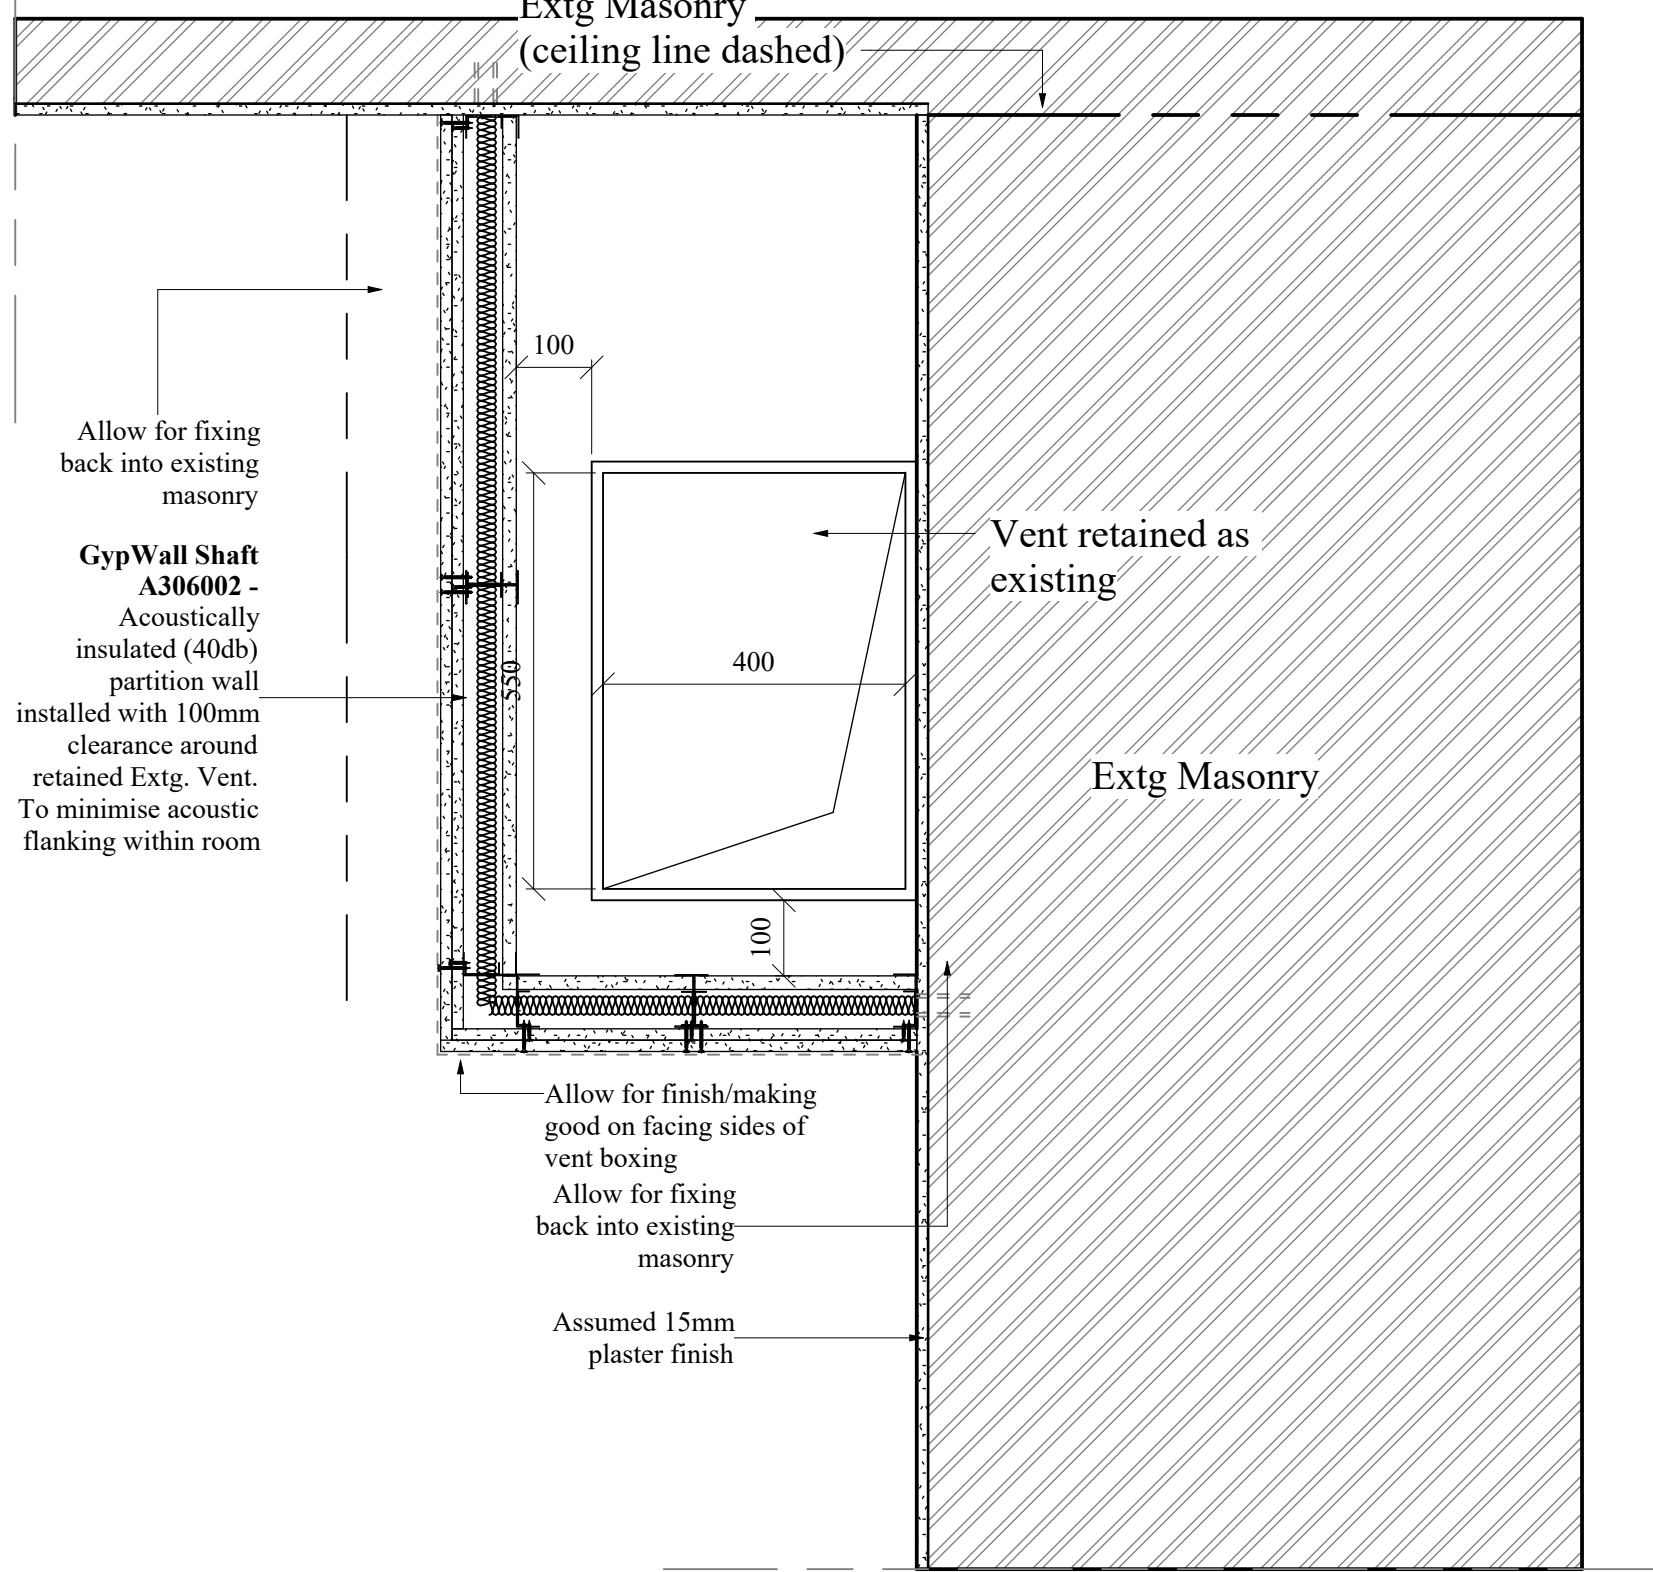 Extg Masonry
(ceiling line dashed)
100
Allow for fixing
back into existing
masonry
GypWall Shaft
A306002 -
Acoustically
insulated (40db)
partition wall
installed with 100mm
clearance around
retained Extg. Vent.
To minimise acoustic
flanking within room
Vent retained as
existing
550
400
Extg Masonry
100
Allow for finish/making
good on facing sides of
vent boxing
Allow for fixing
back into existing
masonry
Assumed 15mm
plaster finish